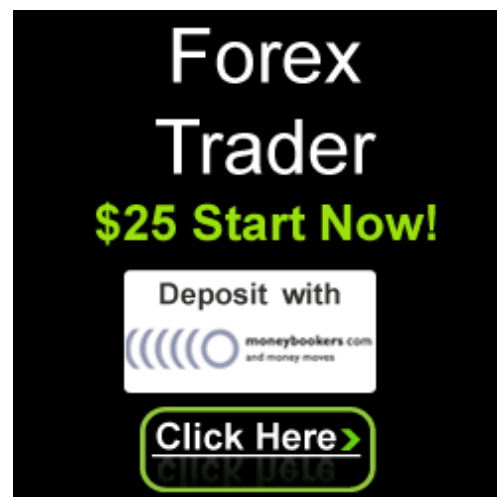 Forex
Trader
$25 Start Now!
Deposit with
moneybookers.com
and money moves
Click Here